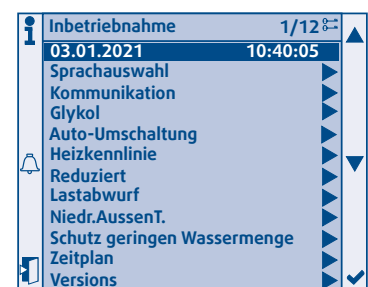 Inbetriebnahme 1/12
03.01.2021 10:40:05
Sprachauswahl
Kommunikation
Glykol
Auto-Umschaltung
Heizkennlinie
Reduziert
Lastabwurf
Niedr.AussenT.
Schutz geringen Wassermenge
Zeitplan
Versions